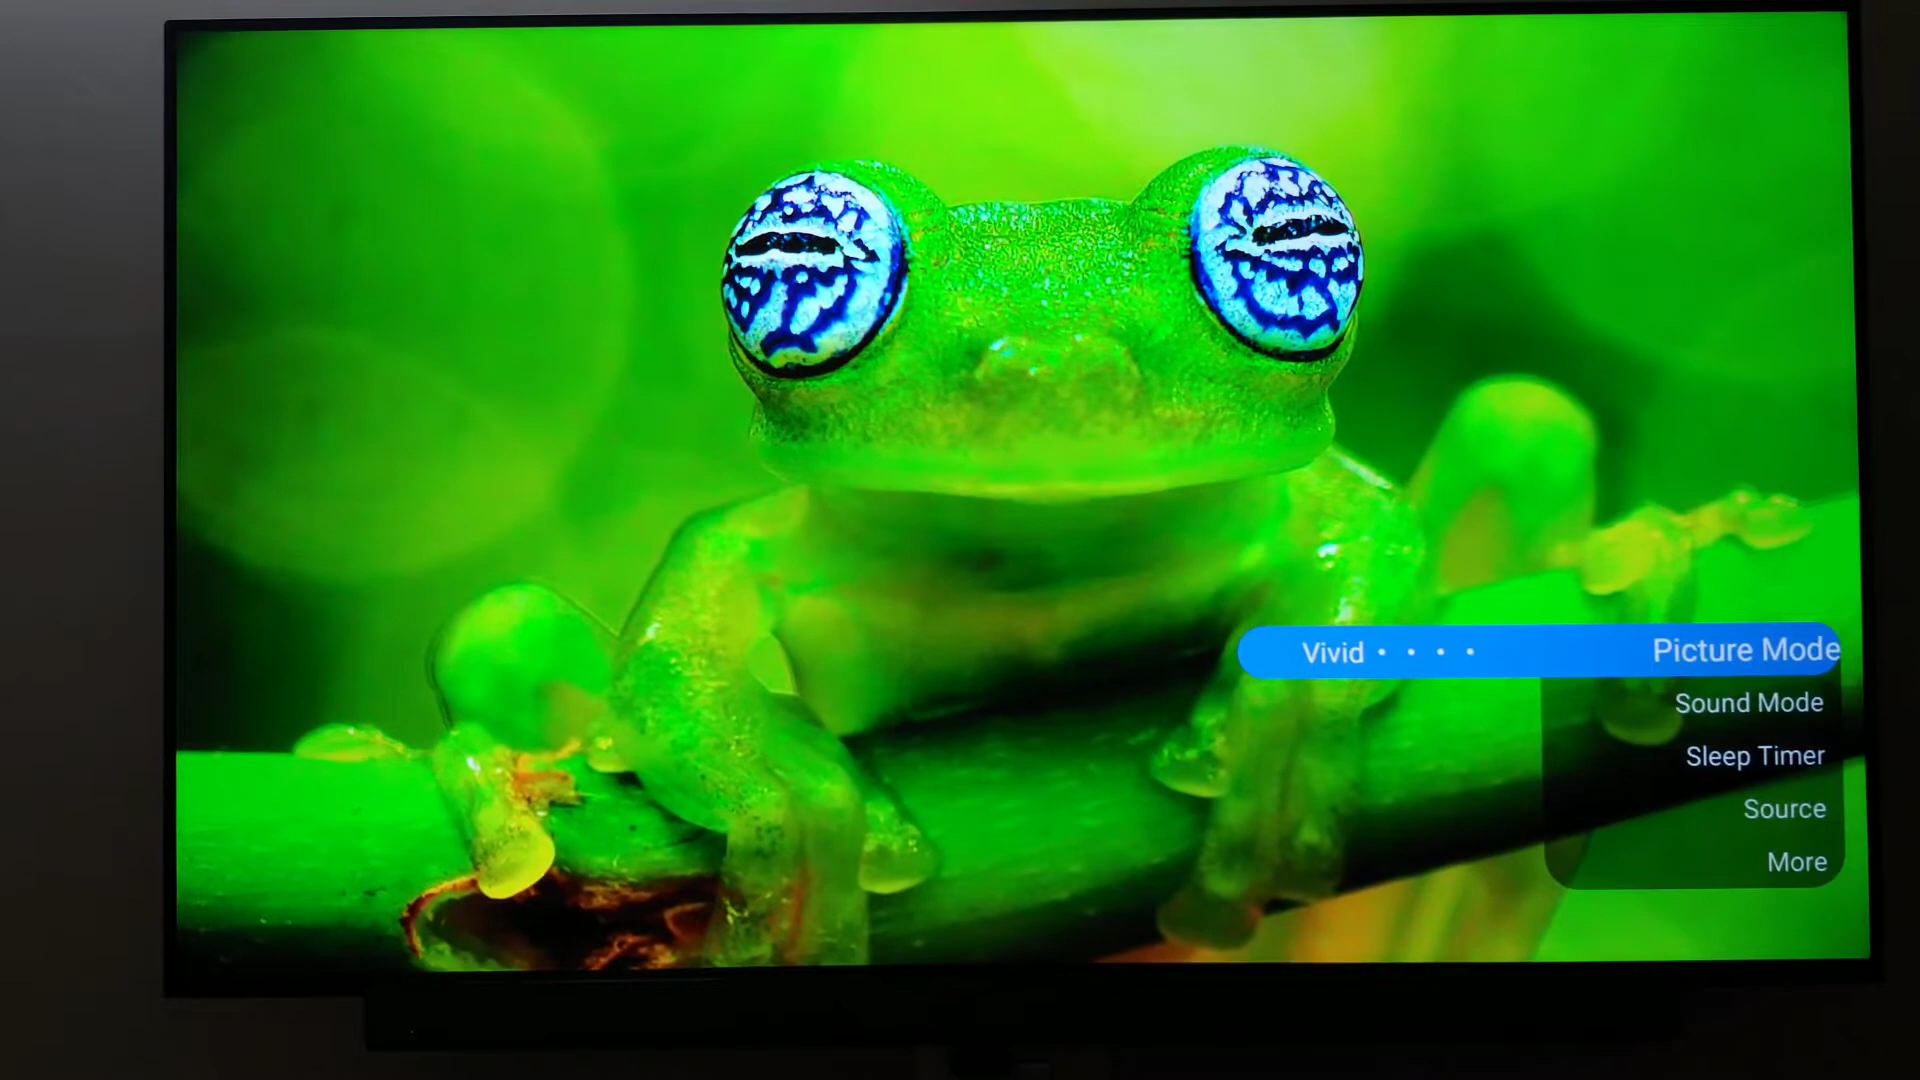 Vivid • • • • Picture Mode
Sound Mode
Sleep Timer
Source
More